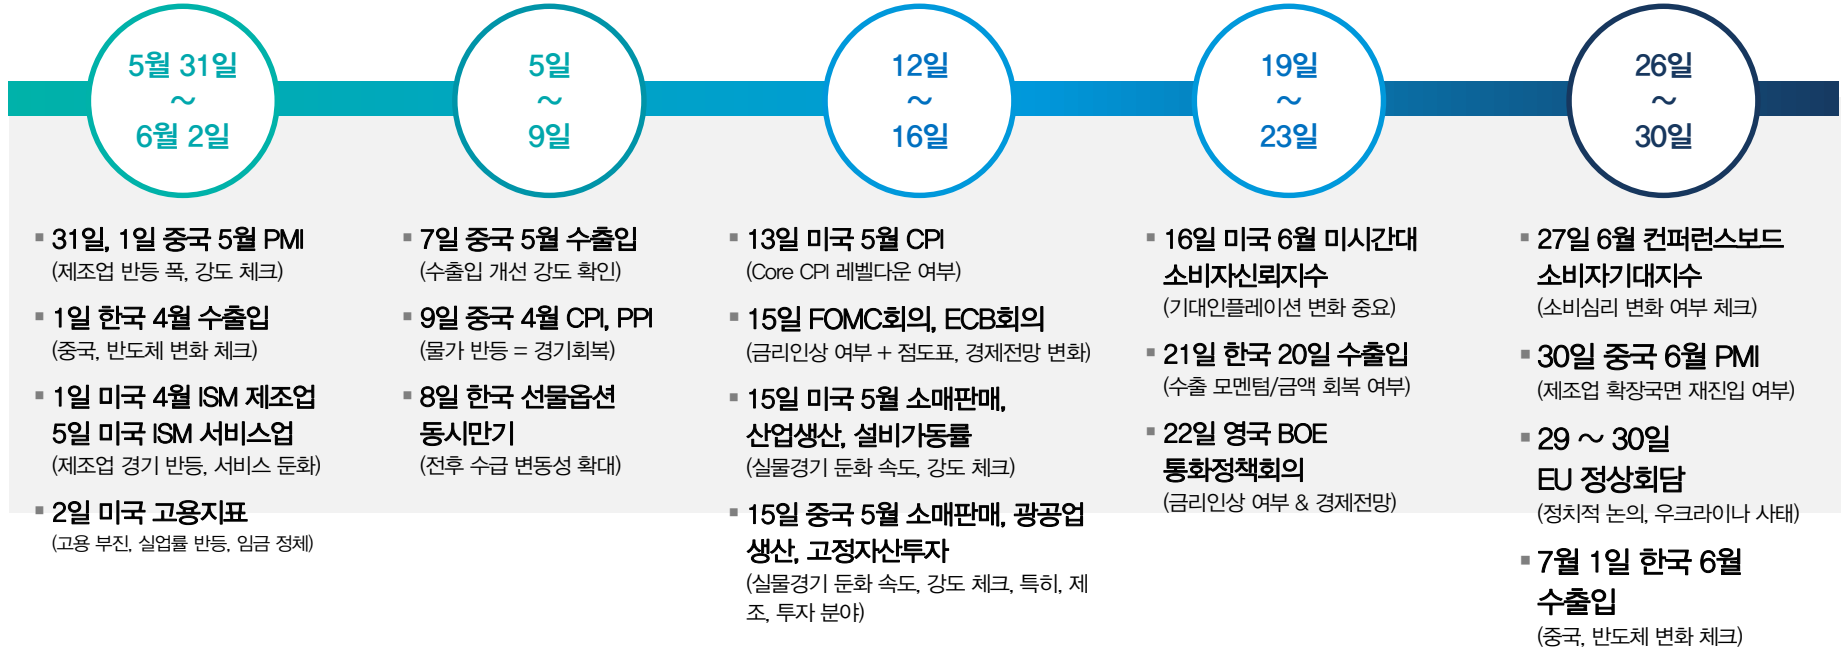 5월 31일
~
6월 2일
5일
~
9일
12일
~
16일
19일
~
23일
26일
~
30일
▪ 31일, 1일 중국 5월 PMI
(제조업 반등 폭, 강도 체크)
▪ 1일 한국 4월 수출입
(중국, 반도체 변화 체크)
▪ 1일 미국 4월 ISM 제조업
5일 미국 ISM 서비스업
(제조업 경기 반등, 서비스 둔화)
▪ 2일 미국 고용지표
(고용 부진, 실업률 반등, 임금 정체)
▪ 7일 중국 5월 수출입
(수출입 개선 강도 확인)
▪ 9일 중국 4월 CPI, PPI
(물가 반등 = 경기회복)
▪ 8일 한국 선물옵션
동시만기
(전후 수급 변동성 확대)
▪ 13일 미국 5월 CPI
(Core CPI 레벨다운 여부)
▪ 15일 FOMC회의, ECB회의
(금리인상 여부 + 점도표, 경제전망 변화)
▪ 15일 미국 5월 소매판매,
산업생산, 설비가동률
(실물경기 둔화 속도, 강도 체크)
▪ 15일 중국 5월 소매판매, 광공업
생산, 고정자산투자
(실물경기 둔화 속도, 강도 체크, 특히, 제
조, 투자 분야)
▪ 16일 미국 6월 미시간대
소비자신뢰지수
(기대인플레이션 변화 중요)
▪ 21일 한국 20일 수출입
(수출 모멘텀/금액 회복 여부)
▪ 22일 영국 BOE
통화정책회의
(금리인상 여부 & 경제전망)
▪ 27일 6월 컨퍼런스보드
소비자기대지수
(소비심리 변화 여부 체크)
▪ 30일 중국 6월 PMI
(제조업 확장국면 재진입 여부)
▪ 29 ~ 30일
EU 정상회담
(정치적 논의, 우크라이나 사태)
▪ 7월 1일 한국 6월
수출입
(중국, 반도체 변화 체크)